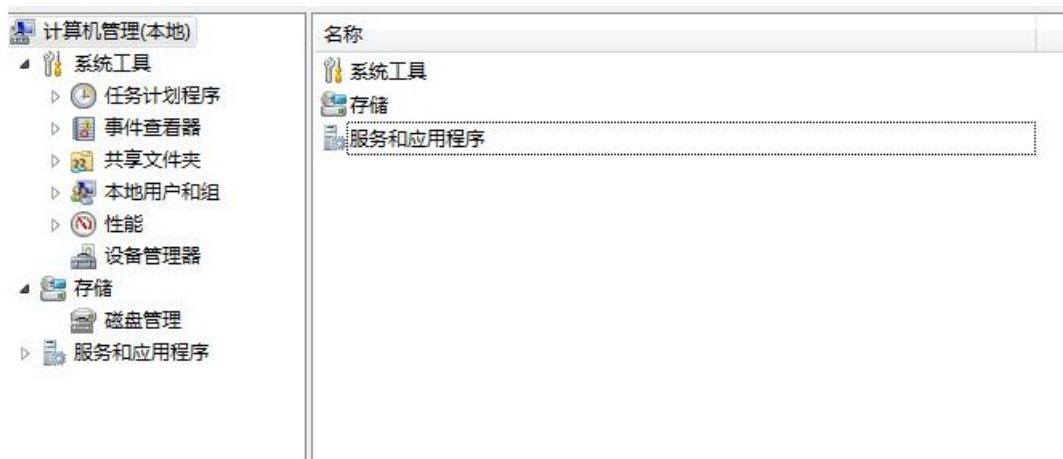 计算机管理(本地)
系统工具
任务计划程序
事件查看器
共享文件夹
本地用户和组
性能
设备管理器
存储
磁盘管理
服务和应用程序
名称
系统工具
存储
服务和应用程序